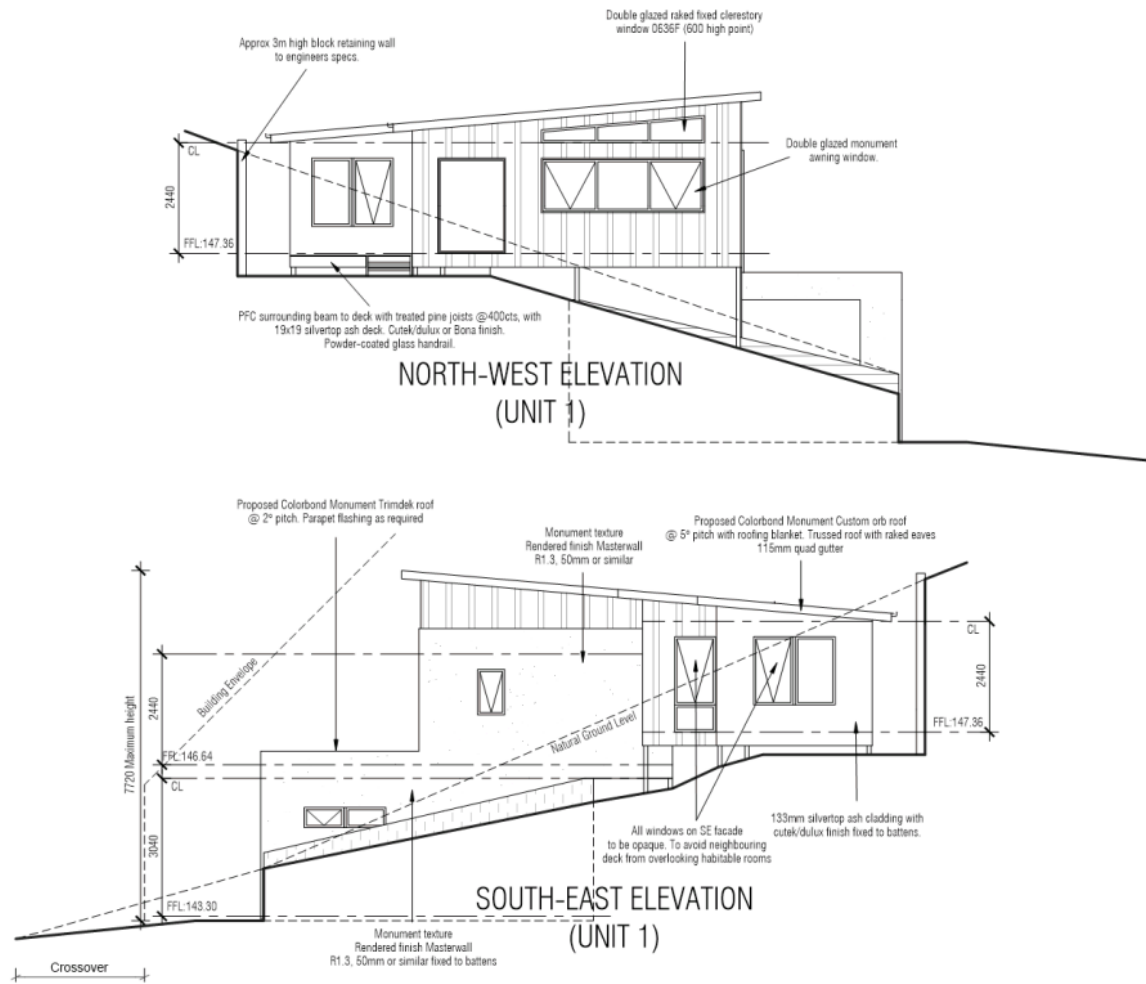 Double glazed raked fixed clerestory
window 0636F (600 high point)
Approx 3m high block retaining wall
to engineers specs.
CL
Double glazed monument
awning window.
2440
FFL:147.36
PFC surrounding beam to deck with treated pine joists @400cts, with
19x19 silvertop ash deck. Cutek/dulux or Bona finish.
Powder-coated glass handrail.
NORTH-WEST ELEVATION
(UNIT 1)
Proposed Colorbond Monument Trimdek roof
@ 2° pitch. Parapet flashing as required
Monument texture
Rendered finish Masterwall
R1.3, 50mm or similar
Proposed Colorbond Monument Custom orb roof
@ 5° pitch with roofing blanket. Trussed roof with raked eaves
115mm quad gutter
CL
2440
FFL:147.36
Building Envelope
Natural Ground Level
7720 Maximum height
2440
FFL:146.64
CL
3040
FFL:143.30
All windows on SE facade
to be opaque. To avoid neighbouring
deck from overlooking habitable rooms
133mm silvertop ash cladding with
cutek/dulux finish fixed to battens.
SOUTH-EAST ELEVATION
(UNIT 1)
Monument texture
Rendered finish Masterwall
R1.3, 50mm or similar fixed to battens
Crossover